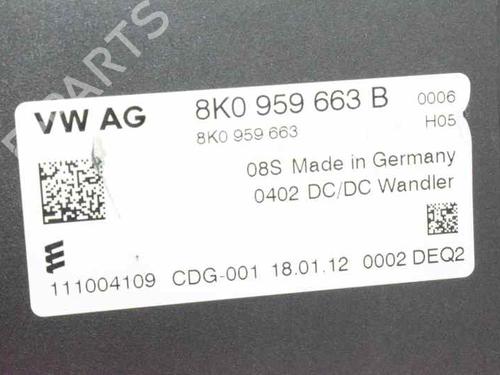 VW AG 8K0 959 663 B 0006
8K0 959 663 H05
08S Made in Germany
0402 DC/DC Wandler
111004109 CDG-001 18.01.12 0002 DEQ2